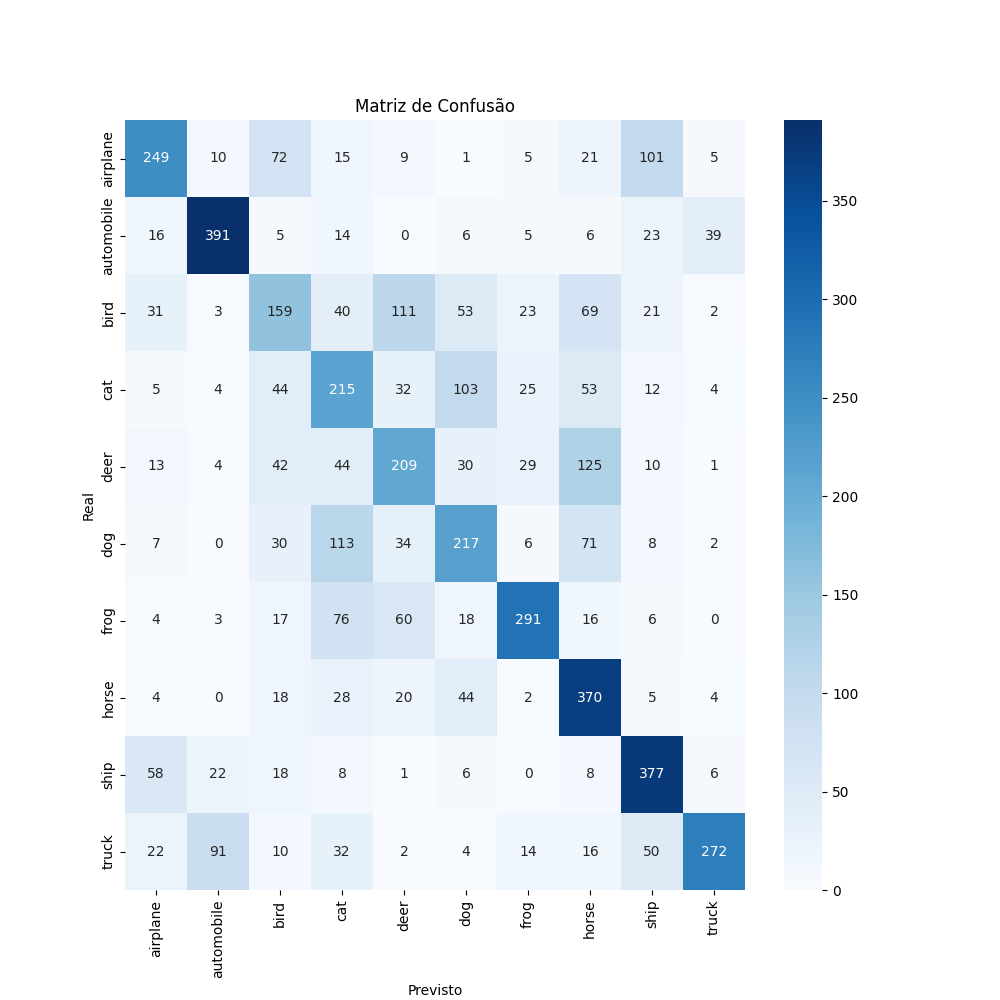 Matriz de Confusão
airplane 249 10 72 15 9 1 5 21 101 5
automobile 16 391 5 14 0 6 5 6 23 39
bird 31 3 159 40 111 53 23 69 21 2
cat 5 4 44 215 32 103 25 53 12 4
deer 13 4 42 44 209 30 29 125 10 1
dog 7 0 30 113 34 217 6 71 8 2
frog 4 3 17 76 60 18 291 16 6 0
horse 4 0 18 28 20 44 2 370 5 4
ship 58 22 18 8 1 6 0 8 377 6
truck 22 91 10 32 2 4 14 16 50 272
Real
airplane automobile bird cat deer dog frog horse ship truck
Previsto
350
300
250
200
150
100
50
0